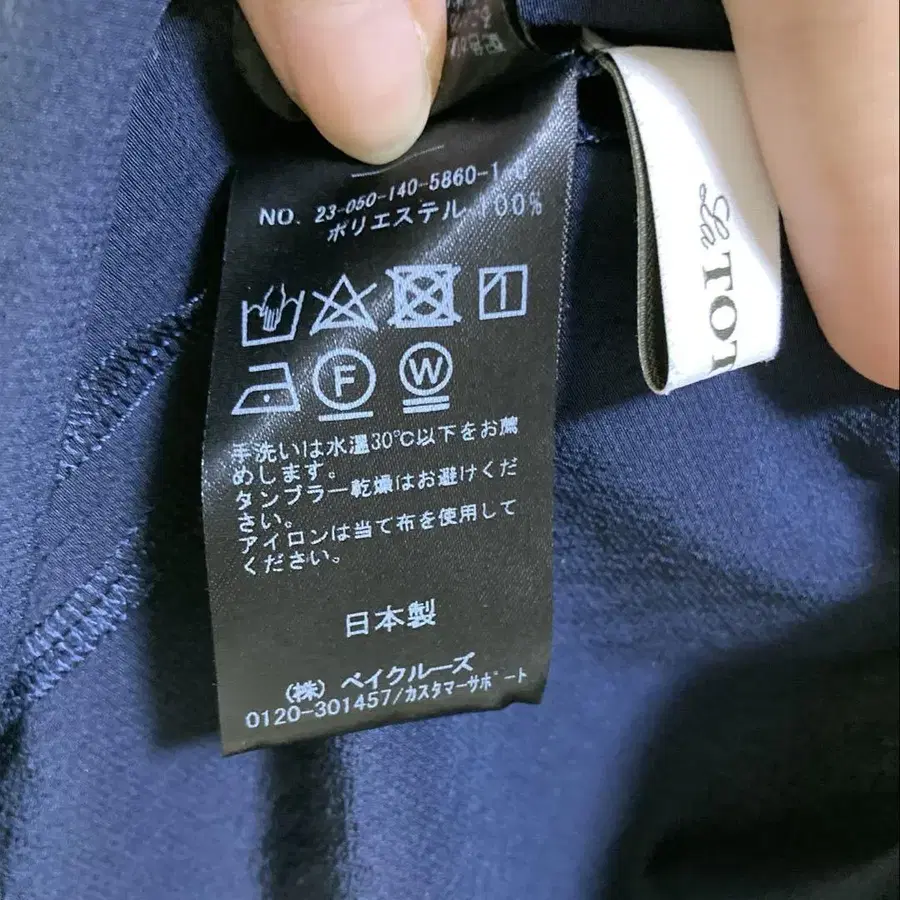 NO. 23-050-140-5860-1-0
ポリエステル 100%
F
W
手洗いは水温30℃以下をお薦
めします。
タンブラー乾燥はお避けくだ
さい。
アイロンは当て布を使用して
ください。
日本製
(株) ベイクルーズ
0120-301457/カスタマーサポート
La TOT